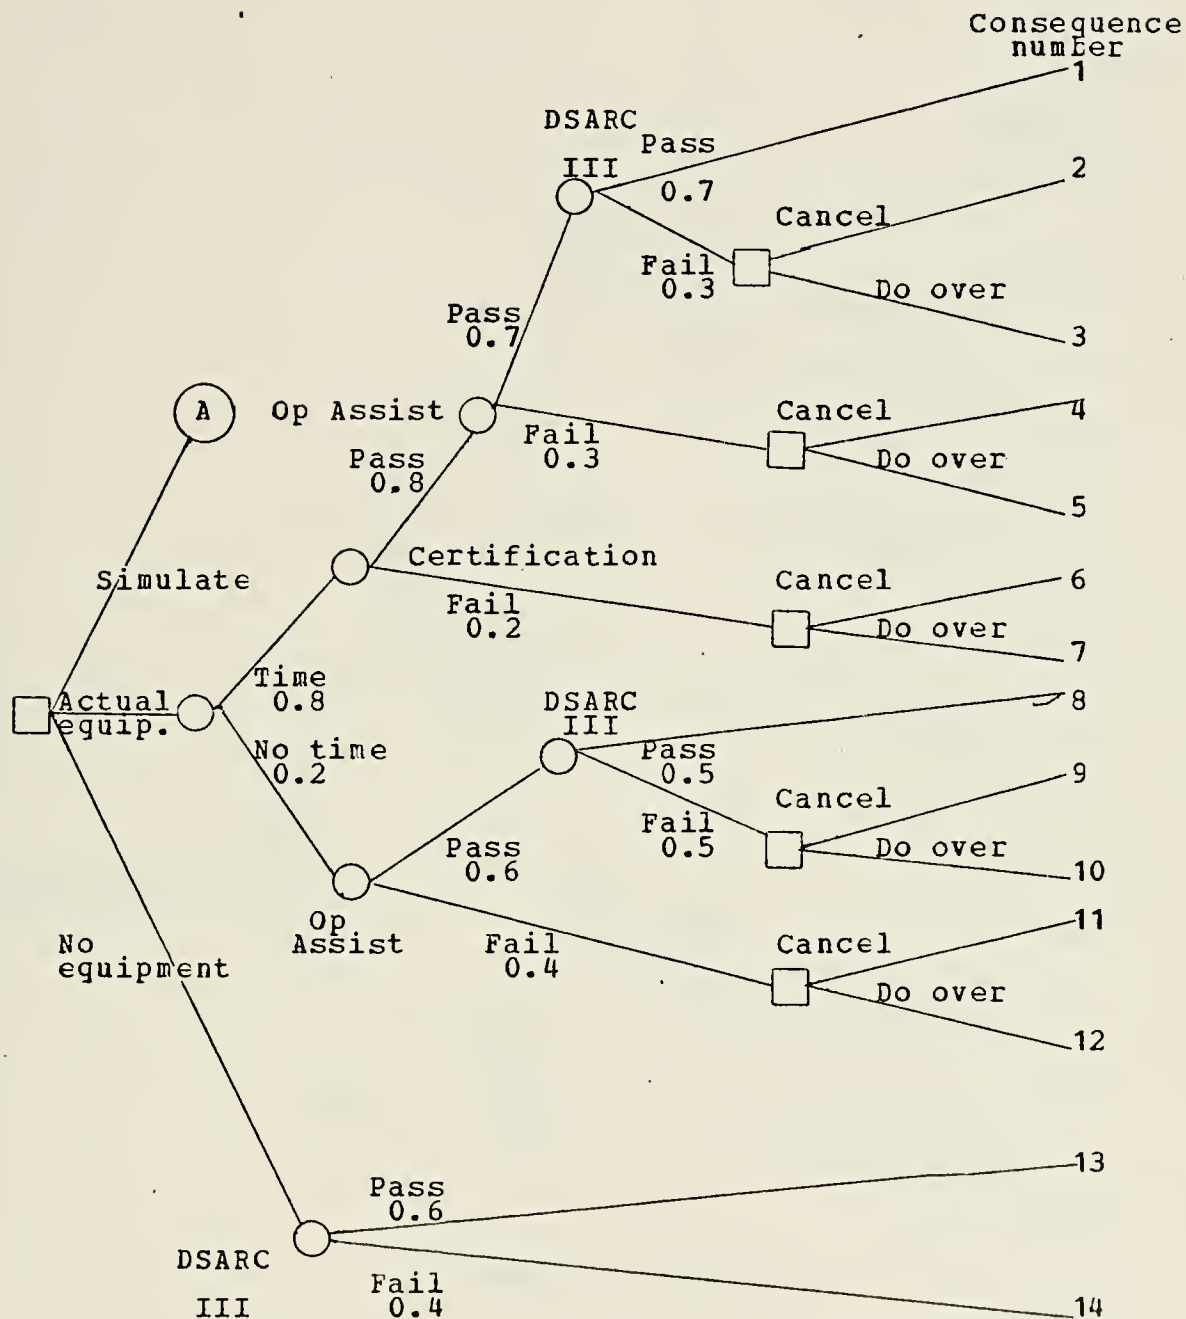 Consequence
number
1
DSARC
Pass
III
0.7
2
Cancel
Fail
0.3
Do over
3
Pass
0.7
A
Op Assist
Cancel
4
Fail
0.3
Do over
5
Pass
0.8
Certification
Simulate
Fail
0.2
Cancel
6
Do over
7
Time
0.8
Actual
equip.
DSARC
III
8
No time
0.2
Pass
0.5
Cancel
9
Fail
0.5
Do over
10
Pass
0.6
Op
Assist
11
No
equipment
Fail
0.4
Cancel
Do over
12
Pass
0.6
13
DSARC
III
Fail
0.4
14